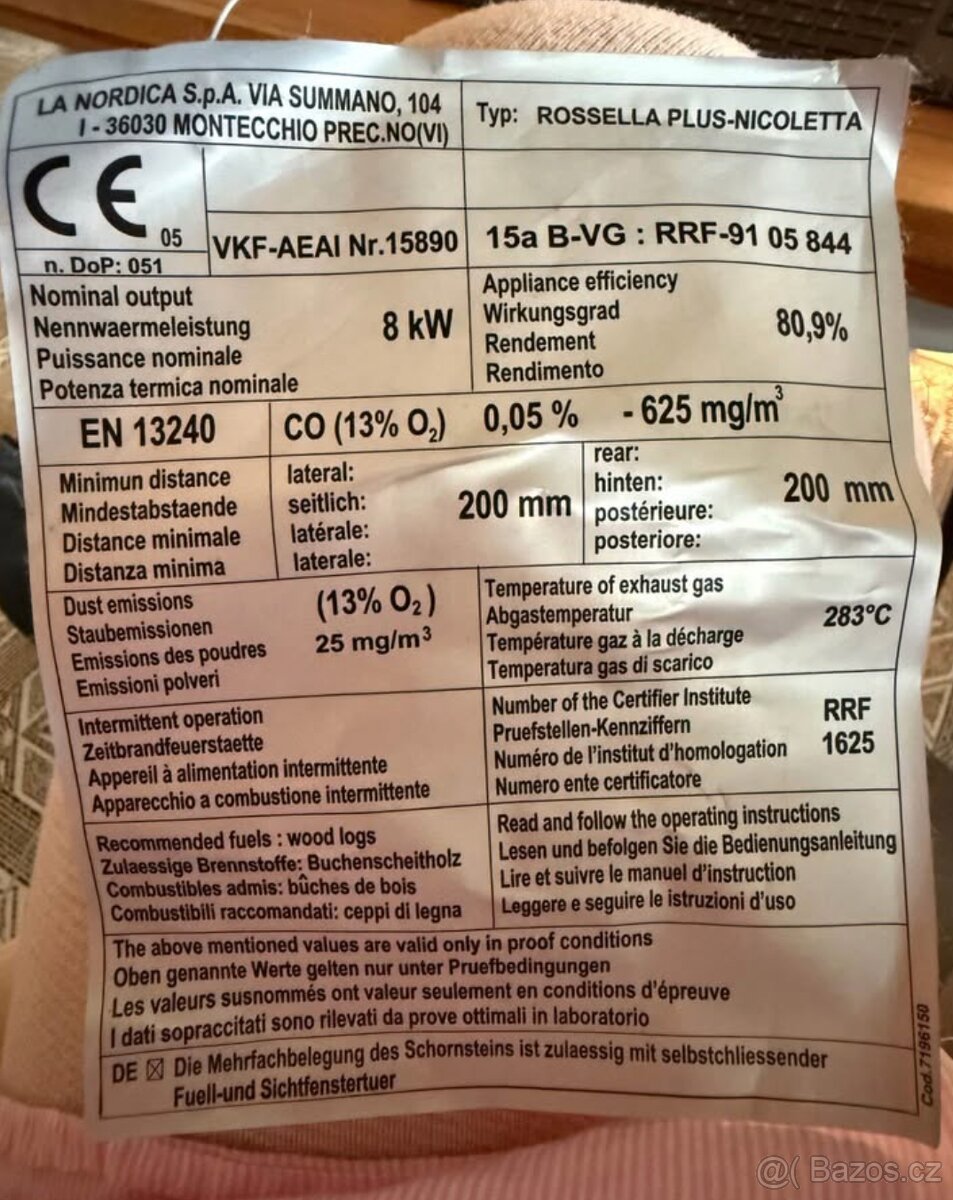 LA NORDICA S.p.A. VIA SUMMANO, 104
I - 36030 MONTECCHIO PREC.NO(VI)
Typ: ROSSELLA PLUS-NICOLETTA
CE 05
n. DoP: 051
VKF-AEAI Nr.15890
15a B-VG : RRF-91 05 844
Nominal output
Nennwaermeleistung
Puissance nominale
Potenza termica nominale
8 kW
Appliance efficiency
Wirkungsgrad
Rendement
Rendimento
80,9%
EN 13240
CO (13% O₂) 0,05 % - 625 mg/m³
Minimun distance
Mindestabstaende
Distance minimale
Distanza minima
lateral:
seitlich:
latérale:
laterale:
200 mm
rear:
hinten:
postérieure:
posteriore:
200 mm
Dust emissions
Staubemissionen
Emissions des poudres
Emissioni polveri
(13% O₂)
25 mg/m³
Temperature of exhaust gas
Abgastemperatur
Température gaz à la décharge
Temperatura gas di scarico
283°C
Intermittent operation
Zeitbrandfeuerstaette
Appareil à alimentation intermittente
Apparecchio a combustione intermittente
Number of the Certifier Institute
Pruefstellen-Kennziffern
Numéro de l'institut d'homologation
Numero ente certificatore
RRF
1625
Recommended fuels : wood logs
Zulaessige Brennstoffe: Buchenscheitholz
Combustibles admis: bûches de bois
Combustibili raccomandati: ceppi di legna
Read and follow the operating instructions
Lesen und befolgen Sie die Bedienungsanleitung
Lire et suivre le manuel d'instruction
Leggere e seguire le istruzioni d'uso
The above mentioned values are valid only in proof conditions
Oben genannte Werte gelten nur unter Pruefbedingungen
Les valeurs susnommés ont valeur seulement en conditions d'épreuve
I dati sopraccitati sono rilevati da prove ottimali in laboratorio
DE ☒ Die Mehrfachbelegung des Schornsteins ist zulaessig mit selbstchliessender
Fuell-und Sichtfenstertuer
Cod.7196150
@( Bazos.cz